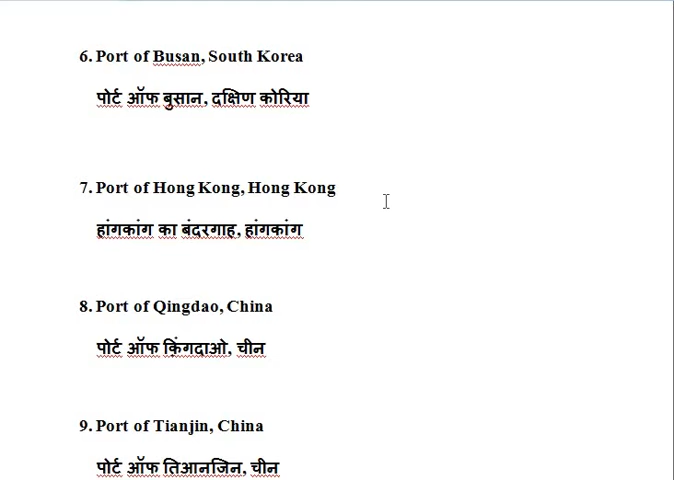 6. Port of Busan, South Korea
पोर्ट ऑफ बुसान, दक्षिण कोरिया
7. Port of Hong Kong, Hong Kong
हांगकांग का बंदरगाह, हांगकांग
8. Port of Qingdao, China
पोर्ट ऑफ क़िंगदाओ, चीन
9. Port of Tianjin, China
पोर्ट ऑफ तिआनजिन, चीन